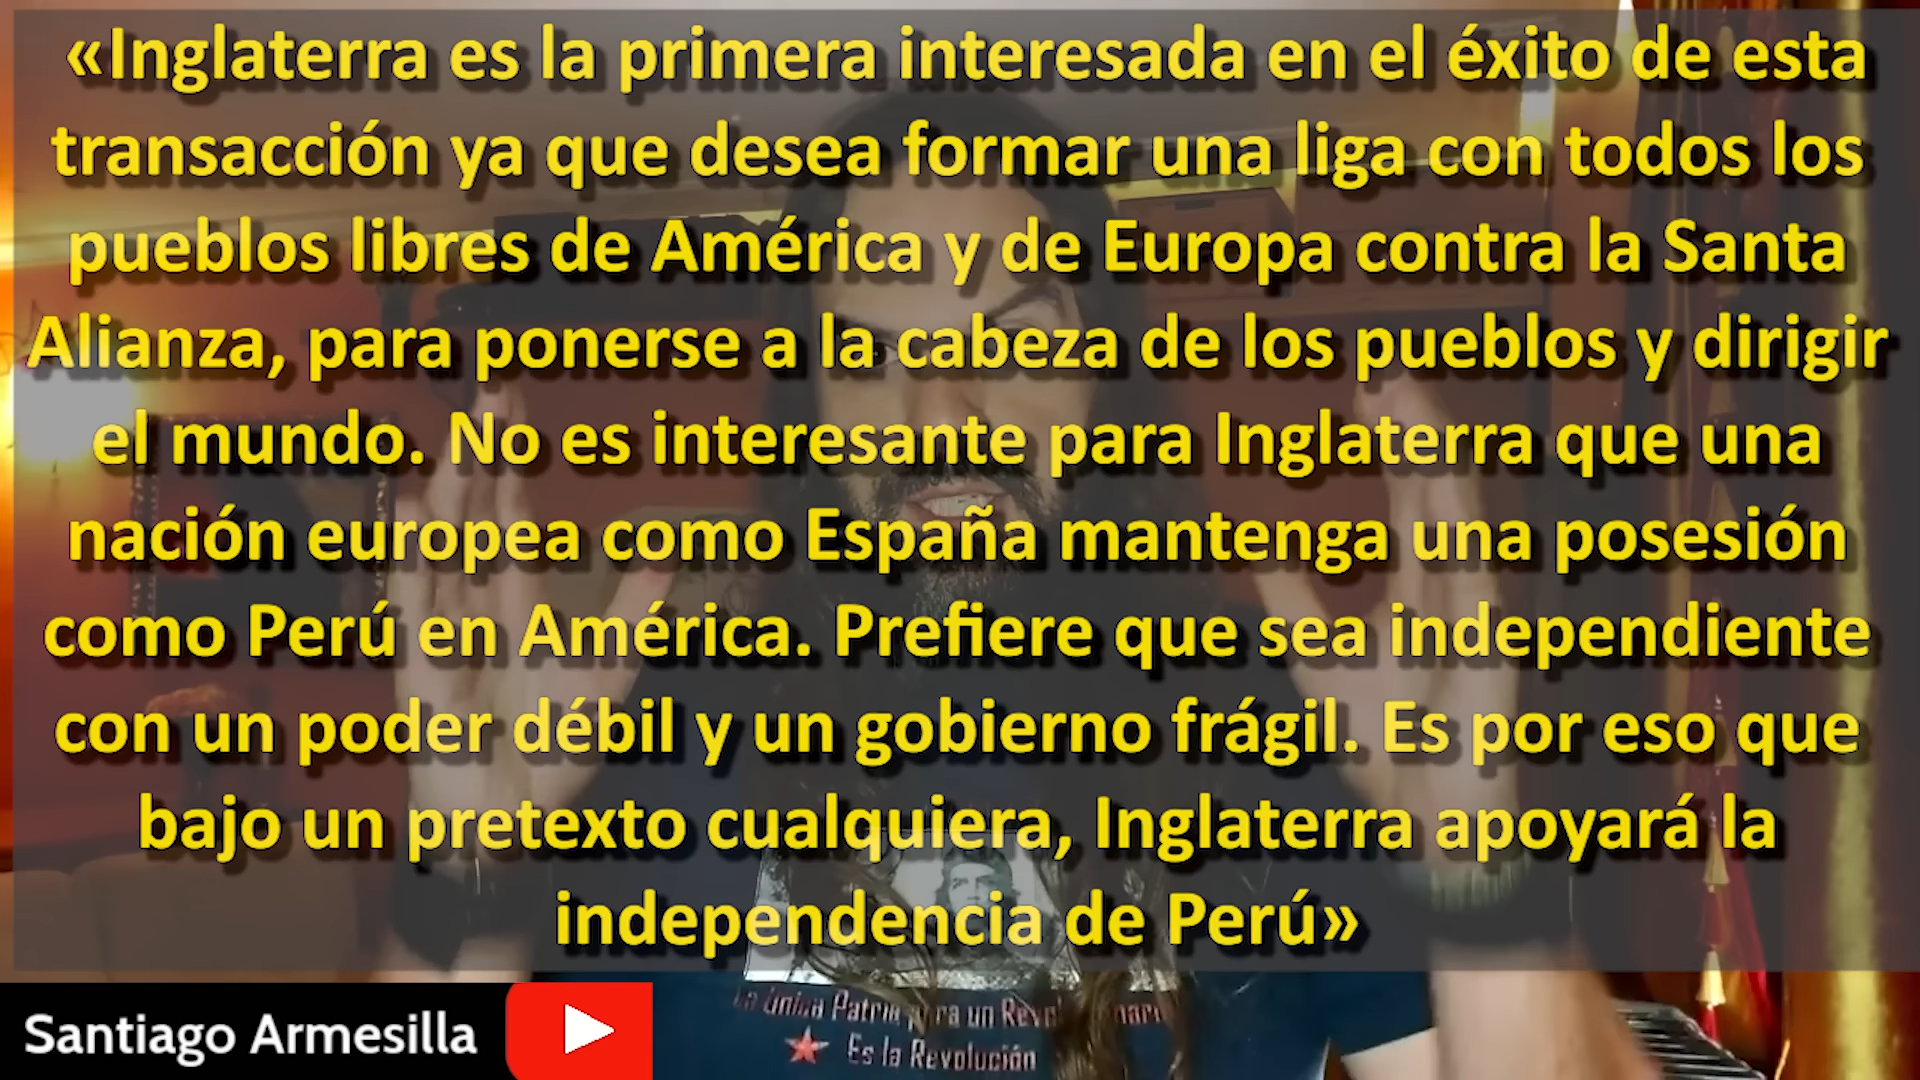 «Inglaterra es la primera interesada en el éxito de esta
transacción ya que desea formar una liga con todos los
pueblos libres de América y de Europa contra la Santa
Alianza, para ponerse a la cabeza de los pueblos y dirigir
el mundo. No es interesante para Inglaterra que una
nación europea como España mantenga una posesión
como Perú en América. Prefiere que sea independiente
con un poder débil y un gobierno frágil. Es por eso que
bajo un pretexto cualquiera, Inglaterra apoyará la
independencia de Perú»
Santiago Armesilla
La única Patria un
Es la Revolución